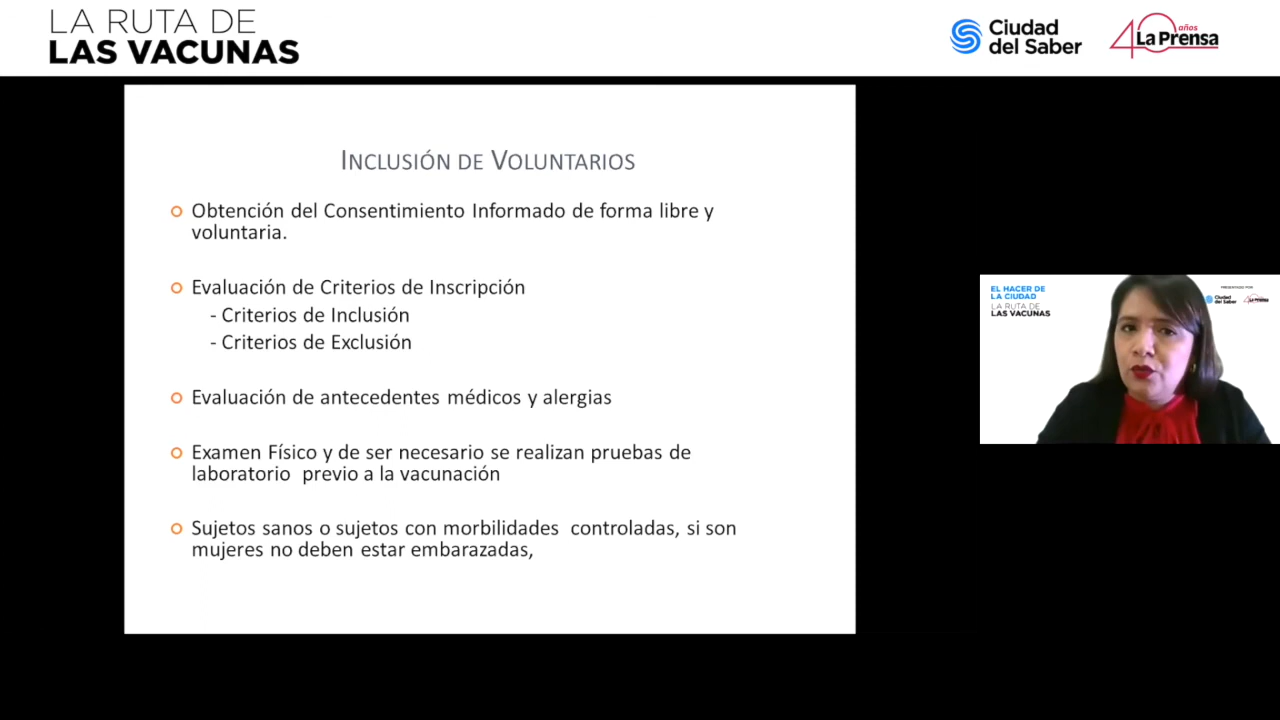 LA RUTA DE
LAS VACUNAS
Ciudad
del Saber
40 años
La Prensa
INCLUSIÓN DE VOLUNTARIOS
Obtención del Consentimiento Informado de forma libre y
voluntaria.
Evaluación de Criterios de Inscripción
- Criterios de Inclusión
- Criterios de Exclusión
Evaluación de antecedentes médicos y alergias
Examen Físico y de ser necesario se realizan pruebas de
laboratorio previo a la vacunación
Sujetos sanos o sujetos con morbilidades controladas, si son
mujeres no deben estar embarazadas,
EL HACER DE
LA CIUDAD
LA RUTA DE
LAS VACUNAS
PRESENTADO POR
Ciudad
del Saber
La Prensa